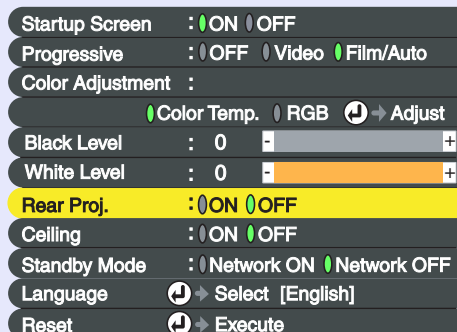 Startup Screen : ON OFF
Progressive : OFF Video Film/Auto
Color Adjustment :
Color Temp. RGB Adjust
Black Level : 0 - +
White Level : 0 - +
Rear Proj. : ON OFF
Ceiling : ON OFF
Standby Mode : Network ON Network OFF
Language Select [English]
Reset Execute